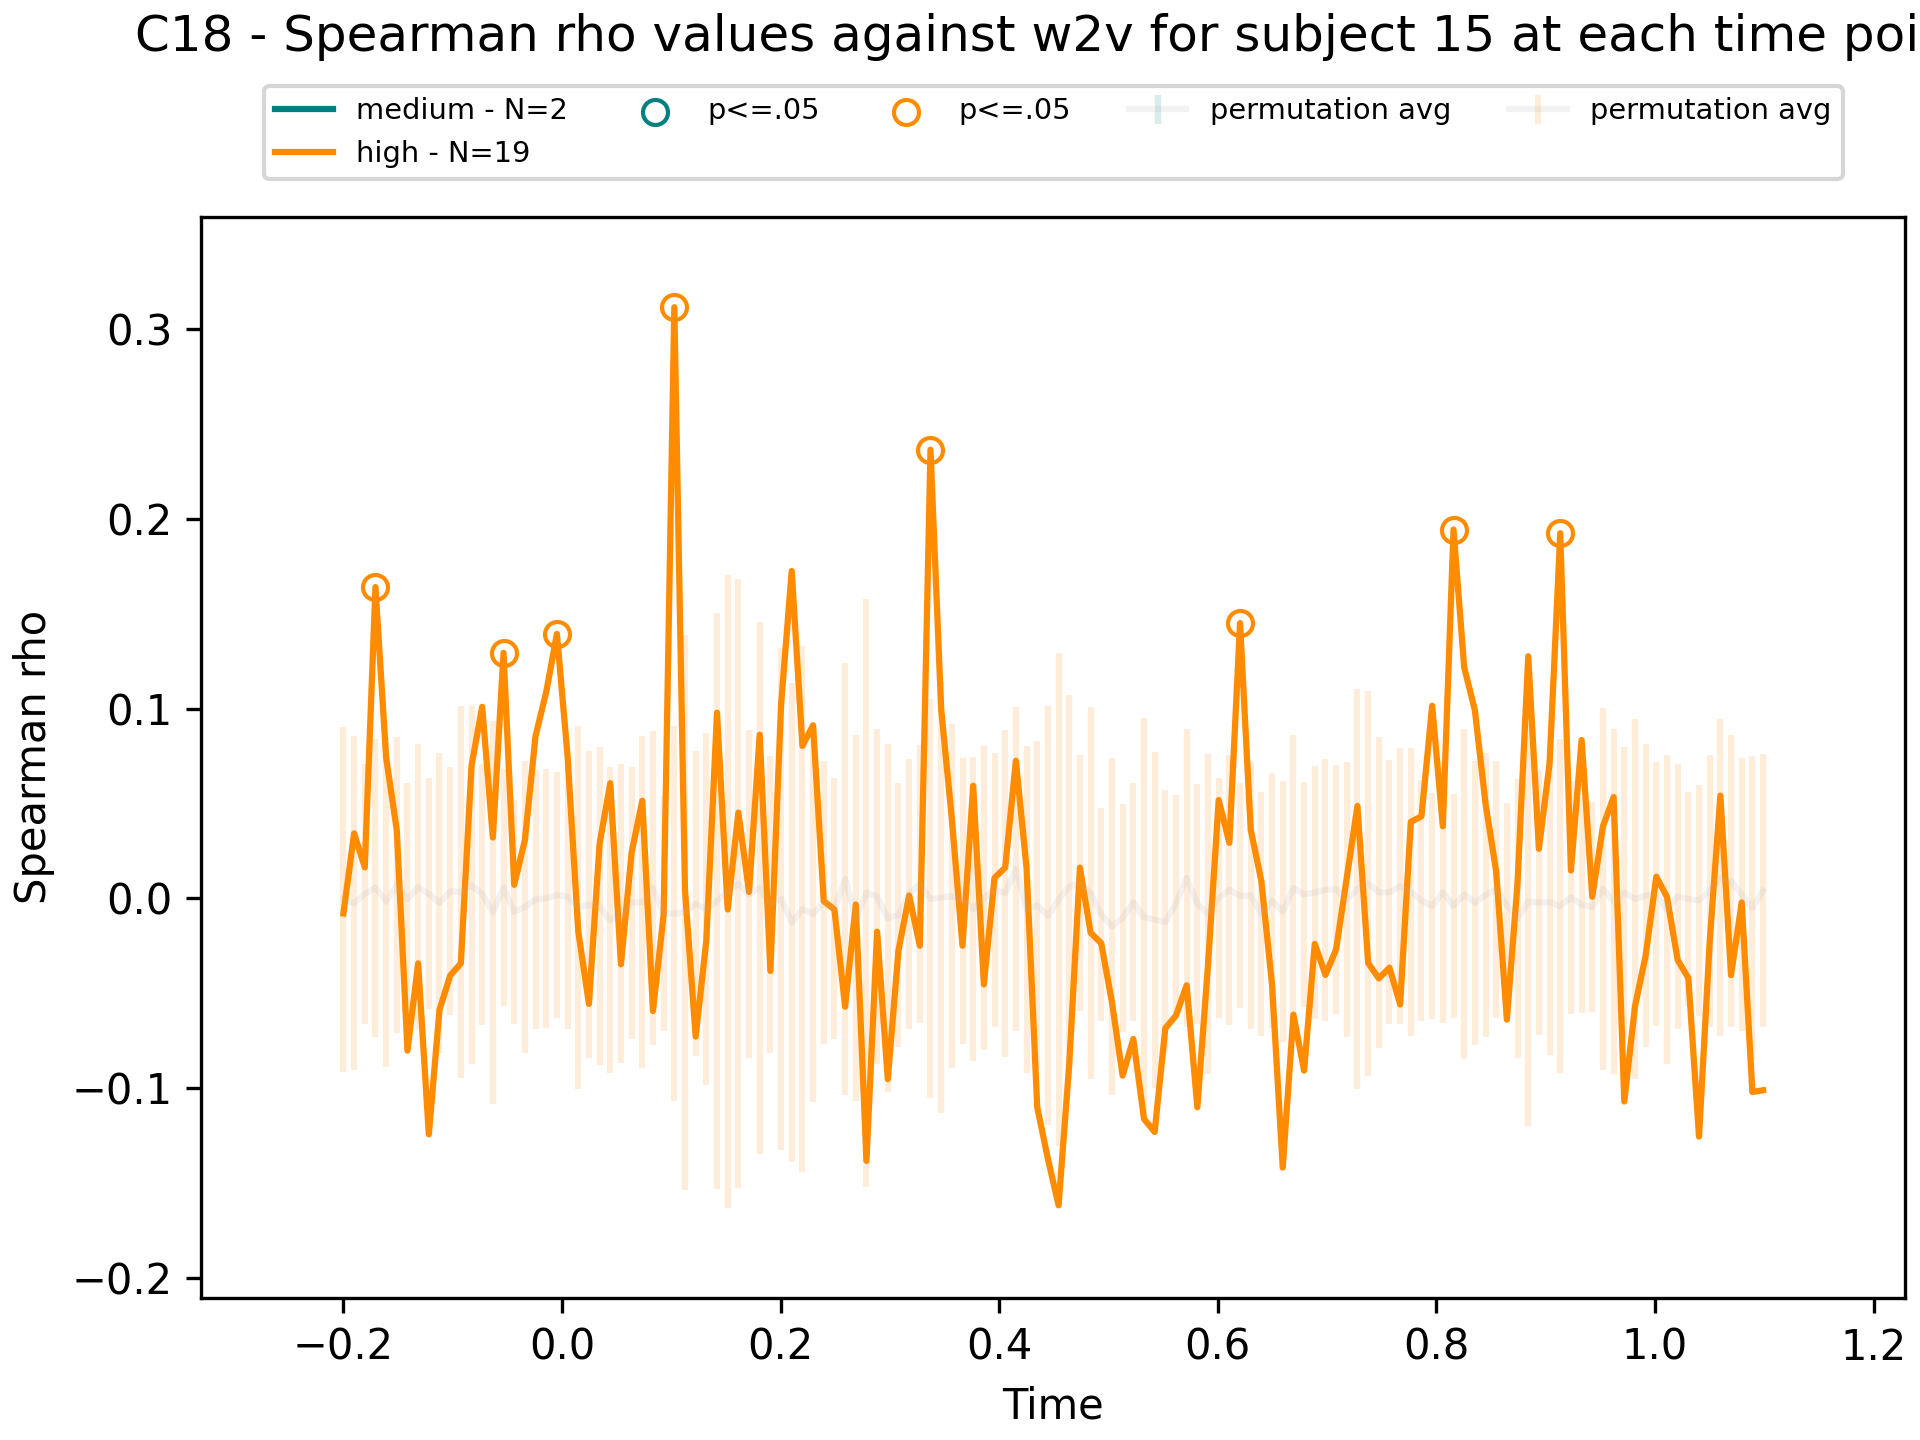 C18 - Spearman rho values against w2v for subject 15 at each time poi
medium - N=2
high - N=19
p<=.05
p<=.05
permutation avg
permutation avg
Spearman rho
0.3
0.2
0.1
0.0
−0.1
−0.2
−0.2 0.0 0.2 0.4 0.6 0.8 1.0 1.2
Time